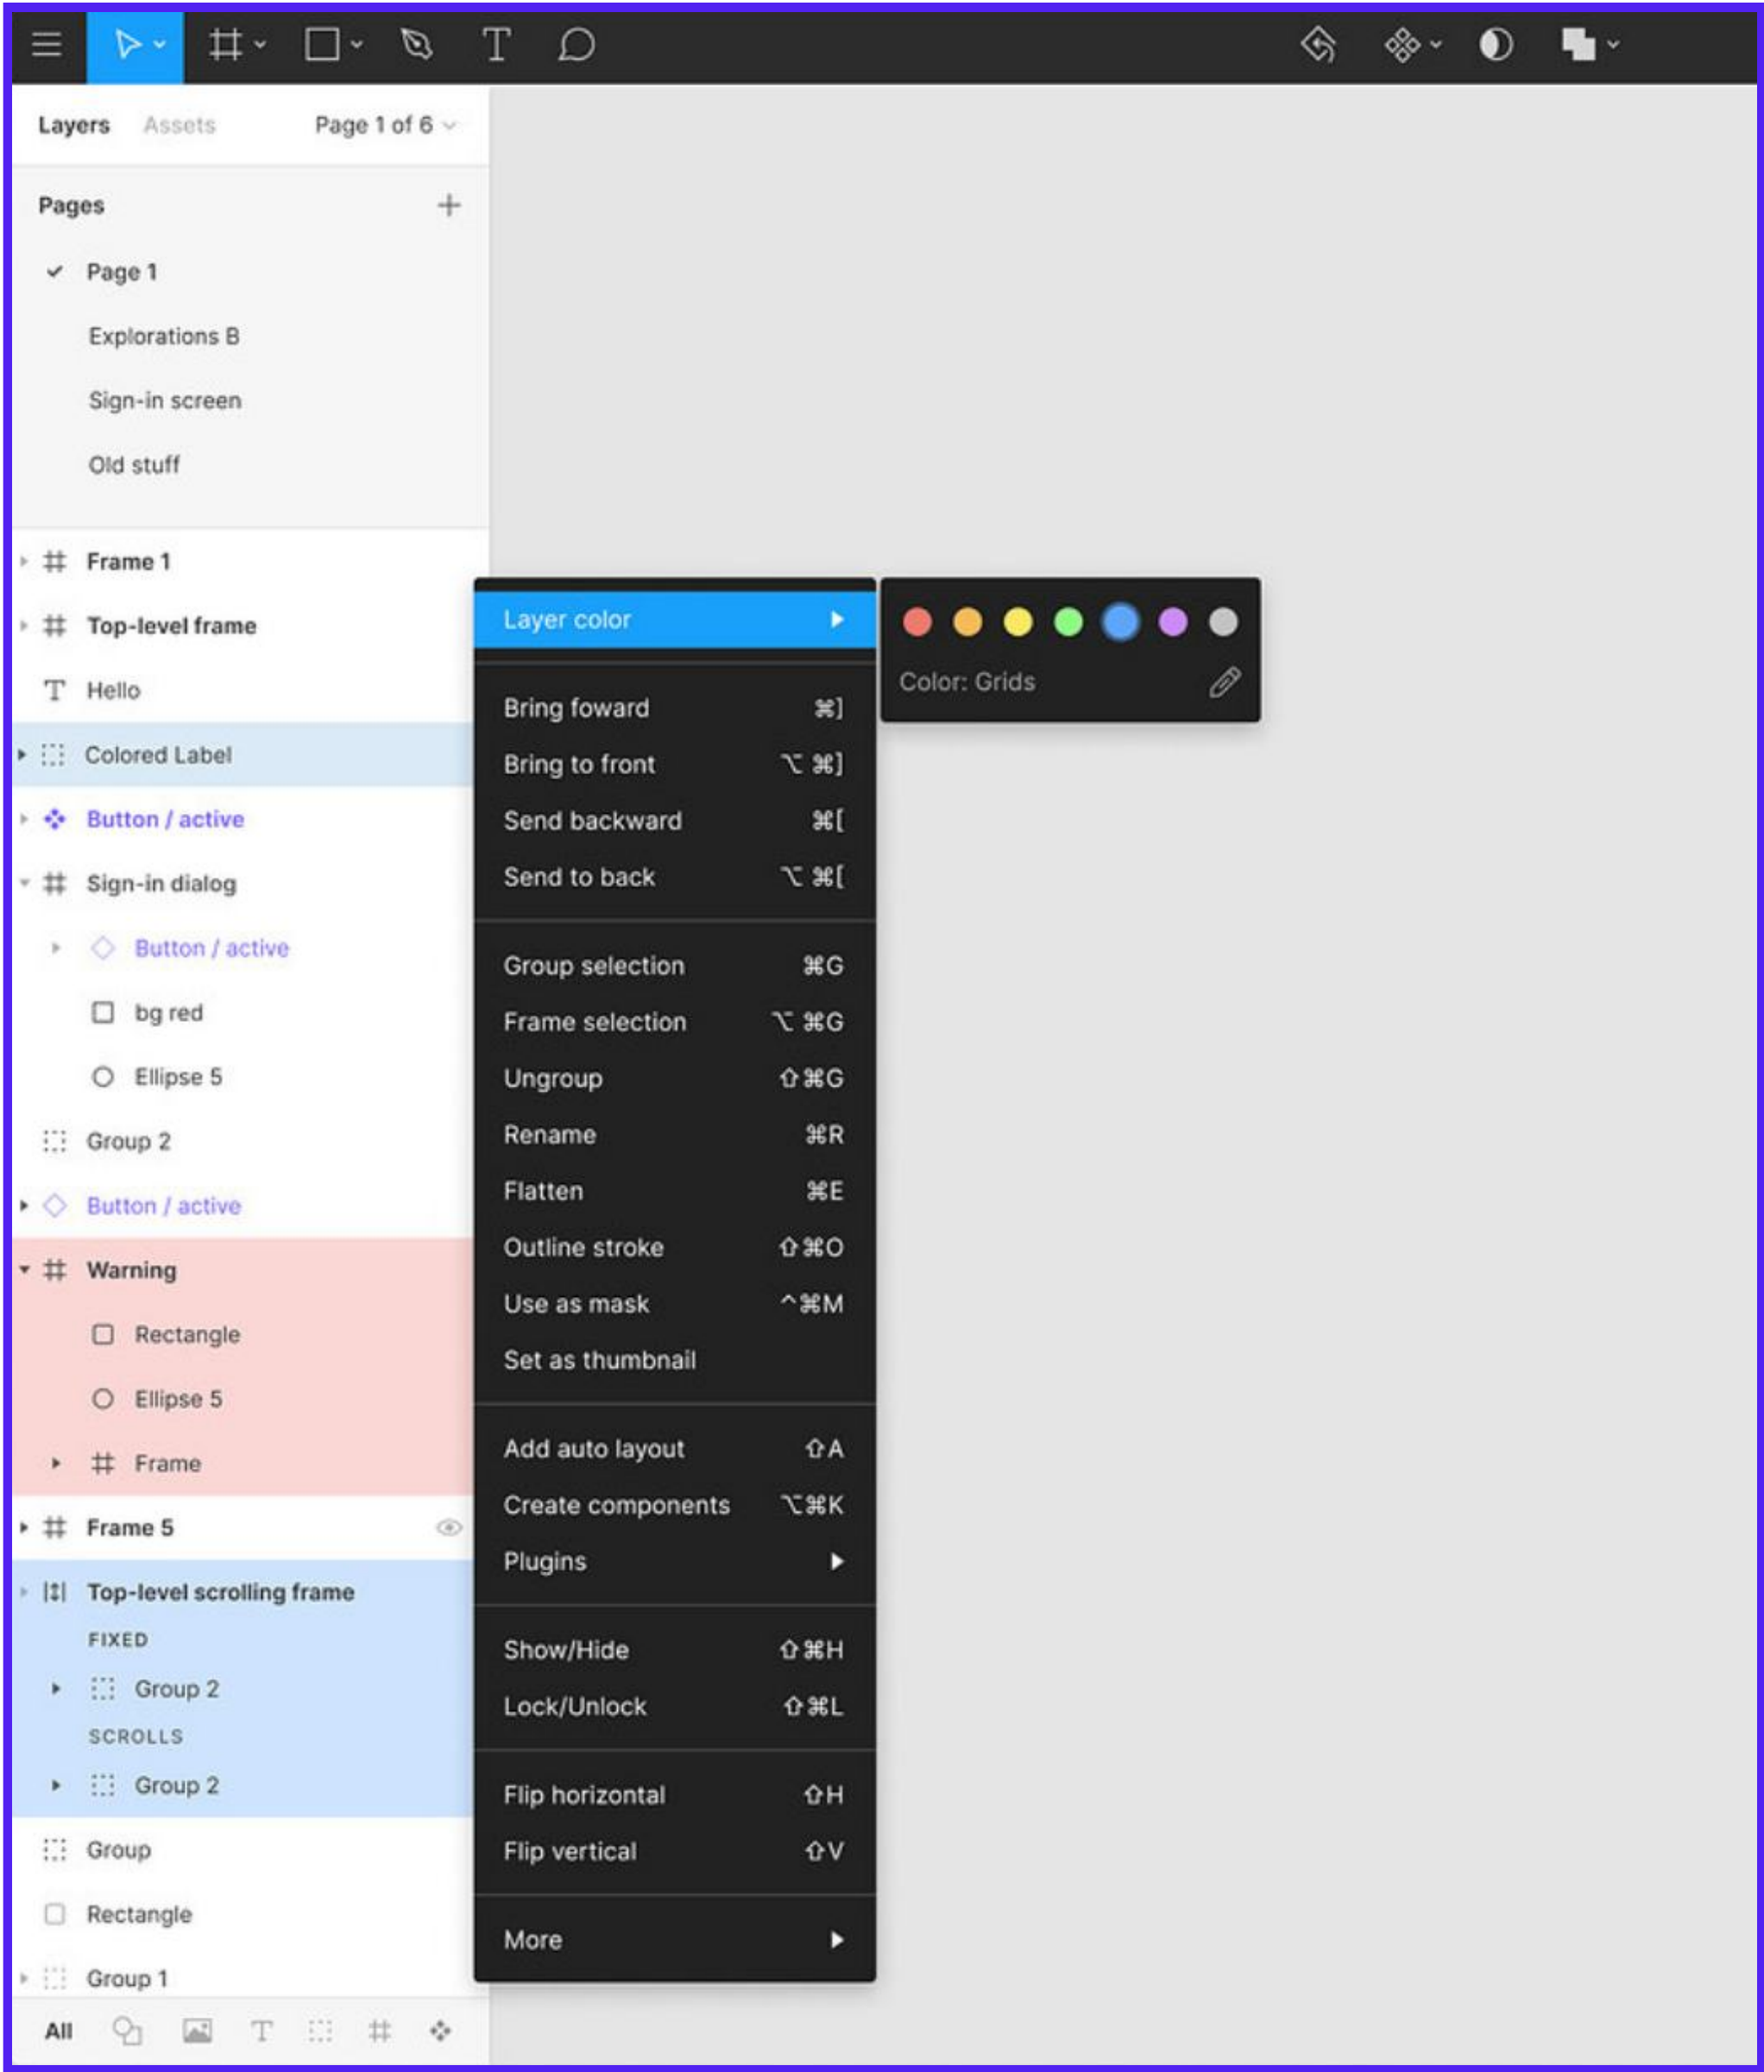 Layers Assets Page 1 of 6
Pages
Page 1
Explorations B
Sign-in screen
Old stuff
Frame 1
Top-level frame
Hello
Colored Label
Button / active
Sign-in dialog
Button / active
bg red
Ellipse 5
Group 2
Button / active
Warning
Rectangle
Ellipse 5
Frame
Frame 5
Top-level scrolling frame
FIXED
Group 2
SCROLLS
Group 2
Group
Rectangle
Group 1
All
Layer color
Bring foward ⌘]
Bring to front ⌥ ⌘]
Send backward ⌘[
Send to back ⌥ ⌘[
Group selection ⌘G
Frame selection ⌥ ⌘G
Ungroup ⇧⌘G
Rename ⌘R
Flatten ⌘E
Outline stroke ⇧⌘O
Use as mask ^⌘M
Set as thumbnail
Add auto layout ⇧A
Create components ⌥⌘K
Plugins
Show/Hide ⇧⌘H
Lock/Unlock ⇧⌘L
Flip horizontal ⇧H
Flip vertical ⇧V
More
Color: Grids